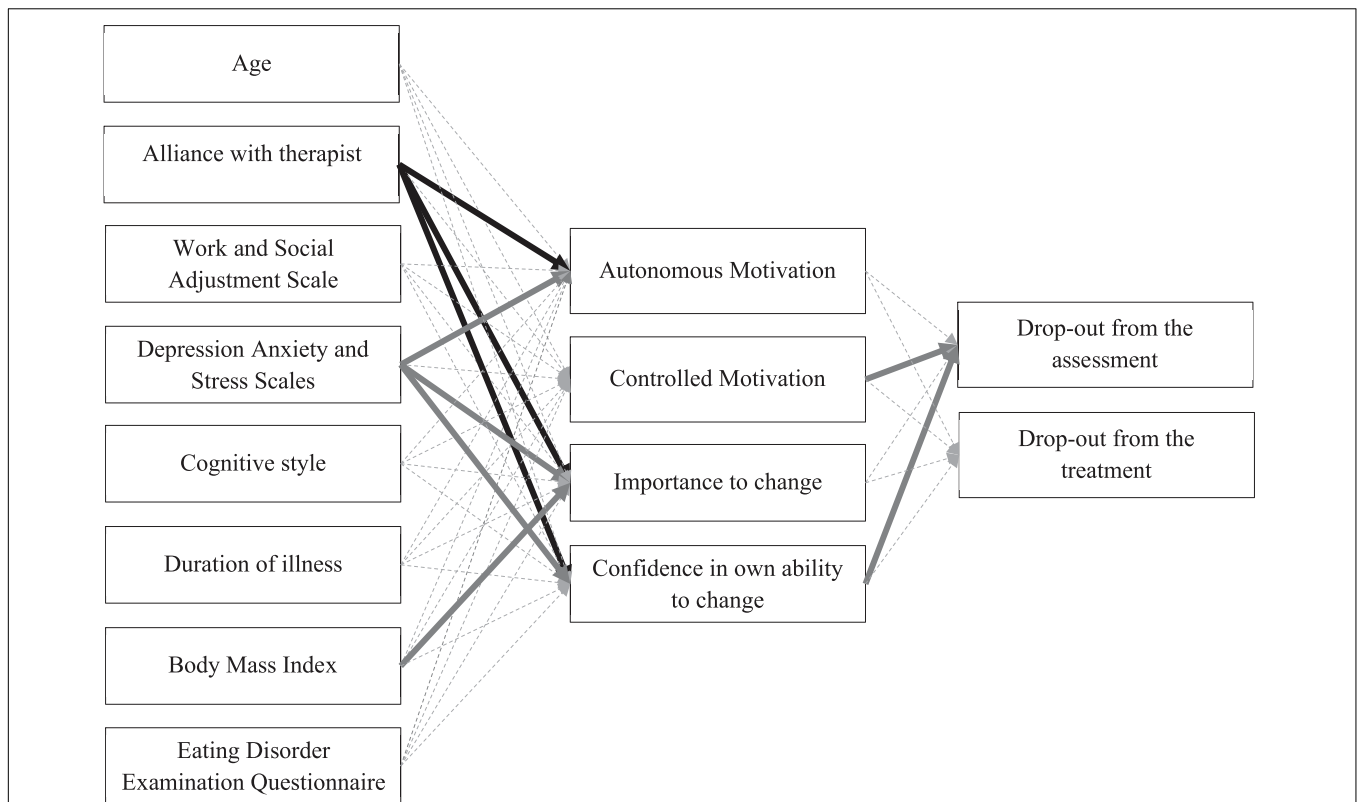 Age
Alliance with therapist
Work and Social
Adjustment Scale
Depression Anxiety and
Stress Scales
Cognitive style
Duration of illness
Body Mass Index
Eating Disorder
Examination Questionnaire
Autonomous Motivation
Controlled Motivation
Importance to change
Confidence in own ability
to change
Drop-out from the
assessment
Drop-out from the
treatment